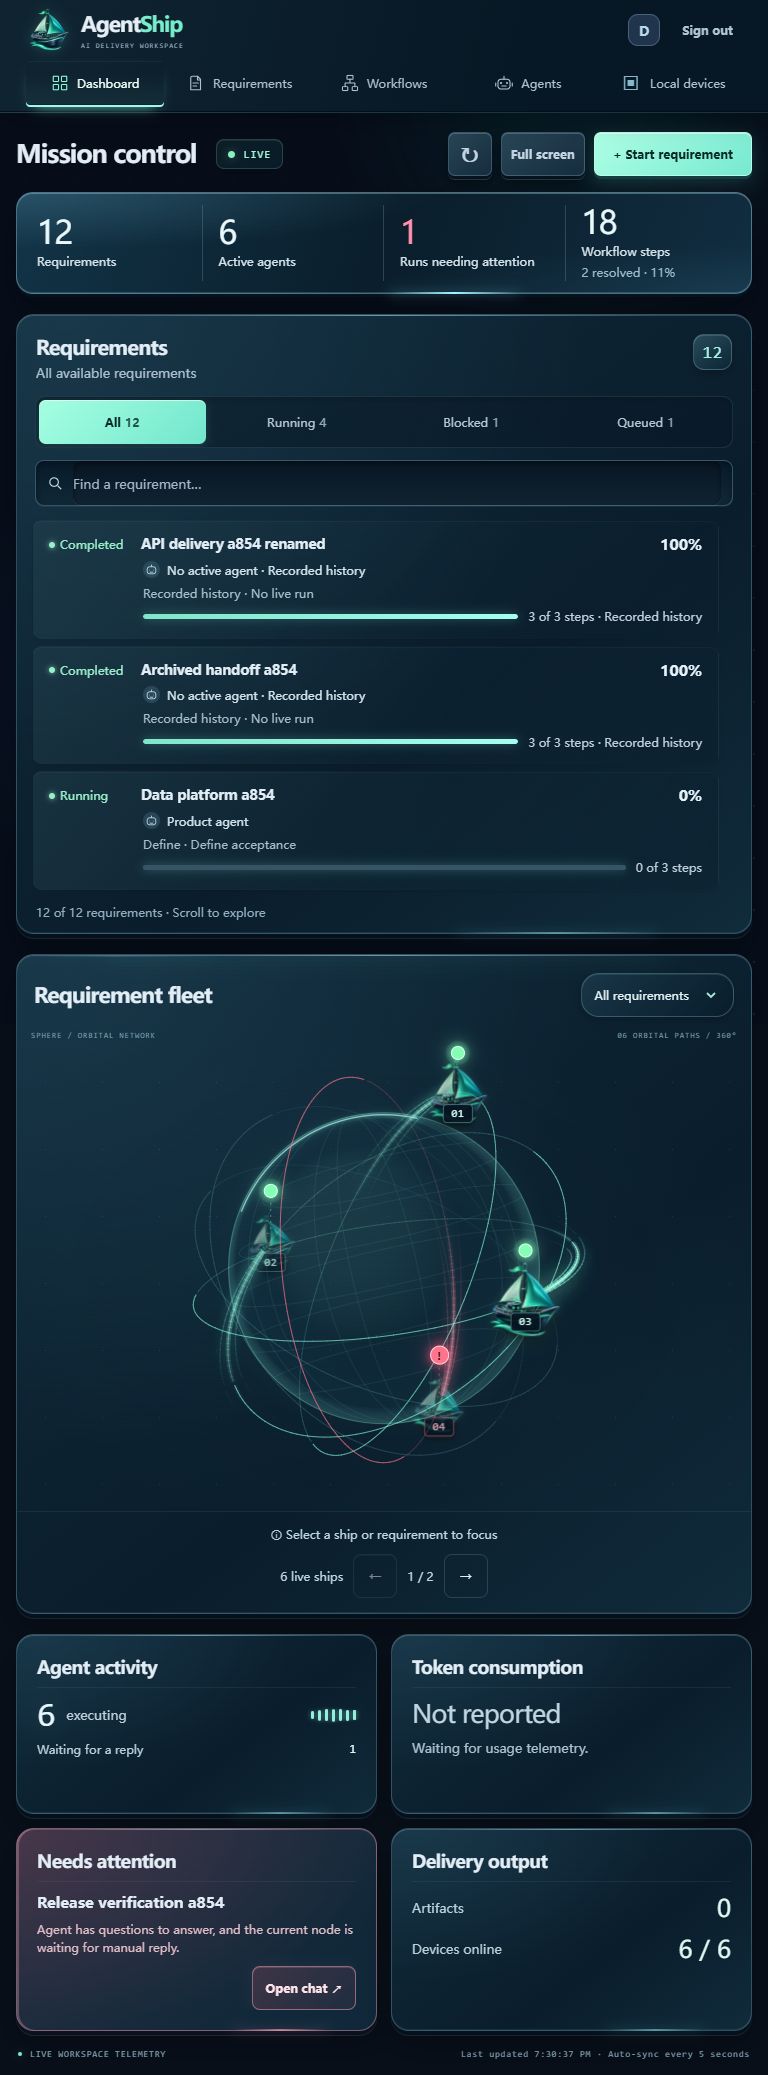 AgentShip
AI DELIVERY WORKSPACE
D
Sign out
Dashboard
Requirements
Workflows
Agents
Local devices
Mission control
LIVE
↻
Full screen
+ Start requirement
12
Requirements
6
Active agents
1
Runs needing attention
18
Workflow steps
2 resolved · 11%
Requirements
12
All available requirements
All 12
Running 4
Blocked 1
Queued 1
Find a requirement...
Completed
API delivery a854 renamed
100%
No active agent · Recorded history
Recorded history · No live run
3 of 3 steps · Recorded history
Completed
Archived handoff a854
100%
No active agent · Recorded history
Recorded history · No live run
3 of 3 steps · Recorded history
Running
Data platform a854
0%
Product agent
Define · Define acceptance
0 of 3 steps
12 of 12 requirements · Scroll to explore
Requirement fleet
All requirements
SPHERE / ORBITAL NETWORK
06 ORBITAL PATHS / 360°
01
02
03
!
04
Select a ship or requirement to focus
6 live ships
←
1 / 2
→
Agent activity
6 executing
Waiting for a reply
1
Token consumption
Not reported
Waiting for usage telemetry.
Needs attention
Release verification a854
Agent has questions to answer, and the current node is
waiting for manual reply.
Open chat ↗
Delivery output
Artifacts
0
Devices online
6 / 6
LIVE WORKSPACE TELEMETRY
Last updated 7:30:37 PM · Auto-sync every 5 seconds